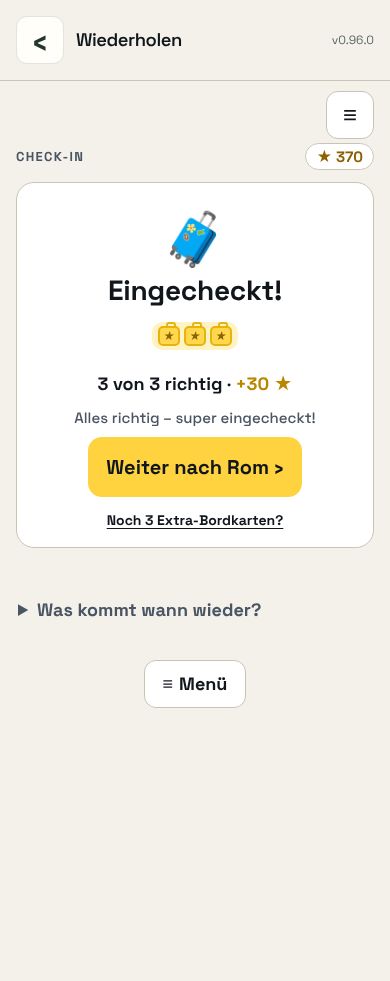 < Wiederholen v0.96.0
≡
CHECK-IN ★ 370
Eingecheckt!
3 von 3 richtig · +30 ★
Alles richtig – super eingecheckt!
Weiter nach Rom >
Noch 3 Extra-Bordkarten?
▶ Was kommt wann wieder?
≡ Menü